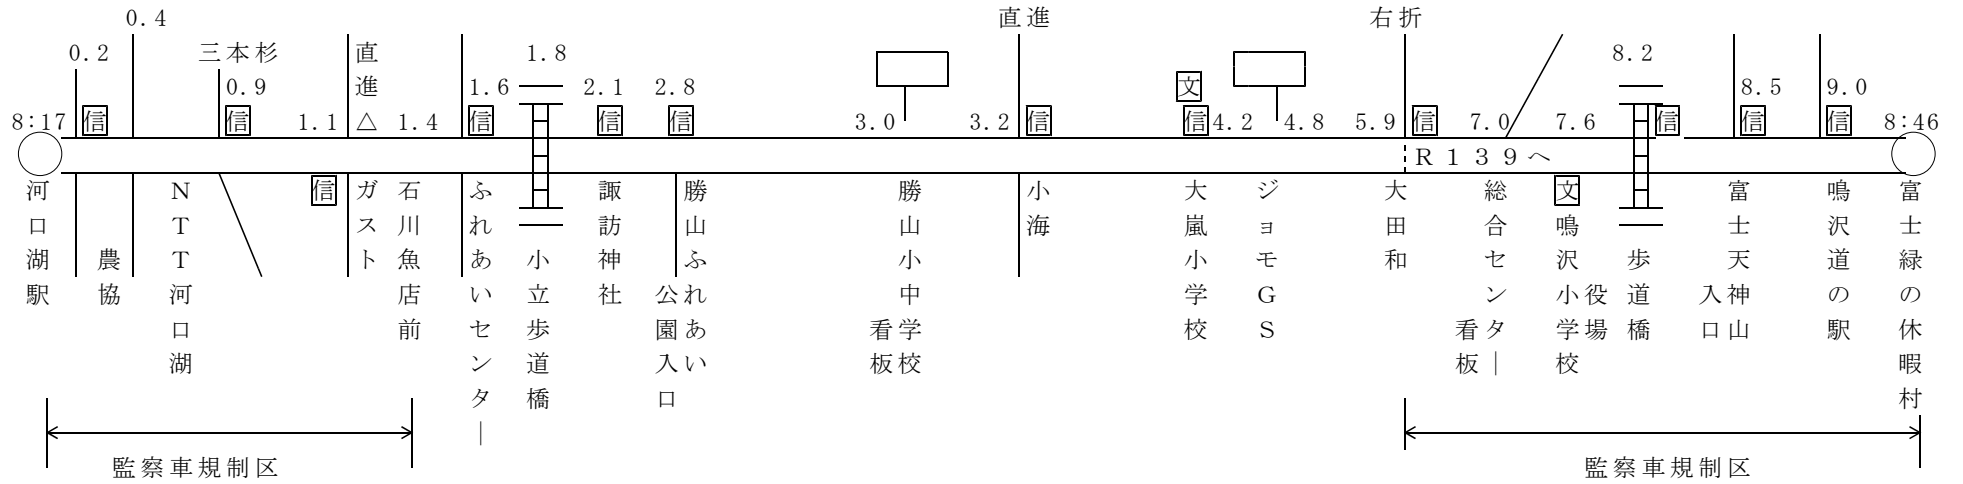 0.4
直進
右折
0.2
三本杉
直進
1.8
8.2
0.9
1.6
2.1
2.8
文
8.5
9.0
8:17
信
信
1.1
△
1.4
信
信
信
3.0
3.2
信
信
4.2
4.8
5.9
信
7.0
7.6
信
信
信
8:46
R139へ
河口湖駅
農協
NTT河口湖
信
ガスト
石川魚店前
ふれあいセンター
小立歩道橋
諏訪神社
勝山ふれあい
公園入口
勝山小中学校
看板
小海
大嵐小学校
ジョモGS
大田和
総合センター
看板
文
鳴沢小学校
役場
歩道橋
富士天神山
入口
鳴沢道の駅
富士緑の休暇村
監察車規制区
監察車規制区